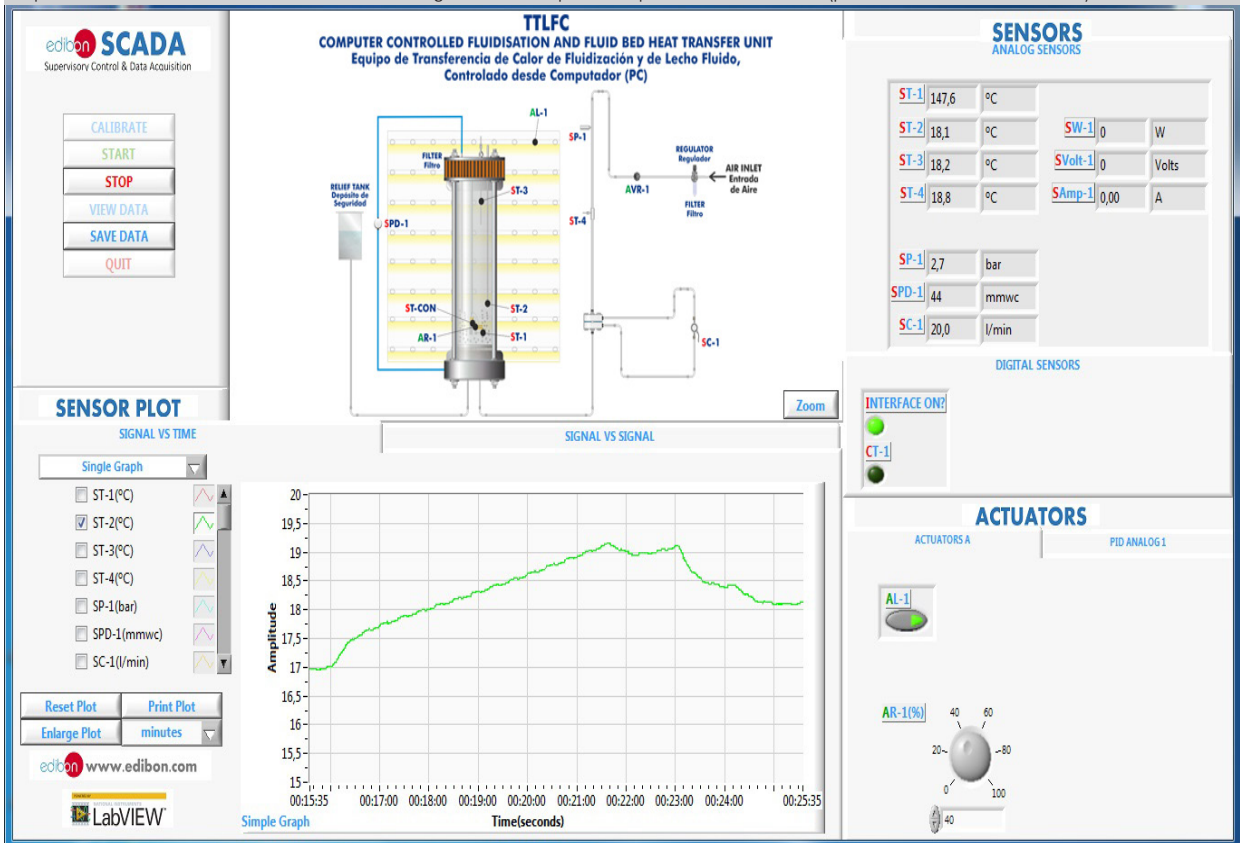 edibon SCADA
Supervisory Control & Data Acquisition
CALIBRATE
START
STOP
VIEW DATA
SAVE DATA
QUIT
TTLFC
COMPUTER CONTROLLED FLUIDISATION AND FLUID BED HEAT TRANSFER UNIT
Equipo de Transferencia de Calor de Fluidización y de Lecho Fluido,
Controlado desde Computador (PC)
AL-1
SP-1
FILTER
Filtro
REGULATOR
Regulador
AIR INLET
Entrada
de Aire
AVR-1
FILTER
Filtro
RELIEF TANK
Depósito de
Seguridad
SPD-1
ST-3
ST-4
ST-CON
ST-2
AR-1
ST-1
SC-1
Zoom
SENSORS
ANALOG SENSORS
ST-1 147,6 ºC
ST-2 18,1 ºC
SW-1 0 W
ST-3 18,2 ºC
SVolt-1 0 Volts
ST-4 18,8 ºC
SAmp-1 0,00 A
SP-1 2,7 bar
SPD-1 44 mmwc
SC-1 20,0 l/min
DIGITAL SENSORS
INTERFACE ON?
CT-1
SENSOR PLOT
SIGNAL VS TIME
SIGNAL VS SIGNAL
Single Graph
ST-1(ºC)
ST-2(ºC)
ST-3(ºC)
ST-4(ºC)
SP-1(bar)
SPD-1(mmwc)
SC-1(l/min)
Reset Plot Print Plot
Enlarge Plot minutes
edibon www.edibon.com
LabVIEW
20
19,5
19
18,5
18
17,5
17
16,5
16
15,5
15
Amplitude
00:15:35 00:17:00 00:18:00 00:19:00 00:20:00 00:21:00 00:22:00 00:23:00 00:24:00 00:25:35
Simple Graph Time(seconds)
ACTUATORS
ACTUATORS A PID ANALOG 1
AL-1
AR-1(%)
40 60
20 80
0 100
40